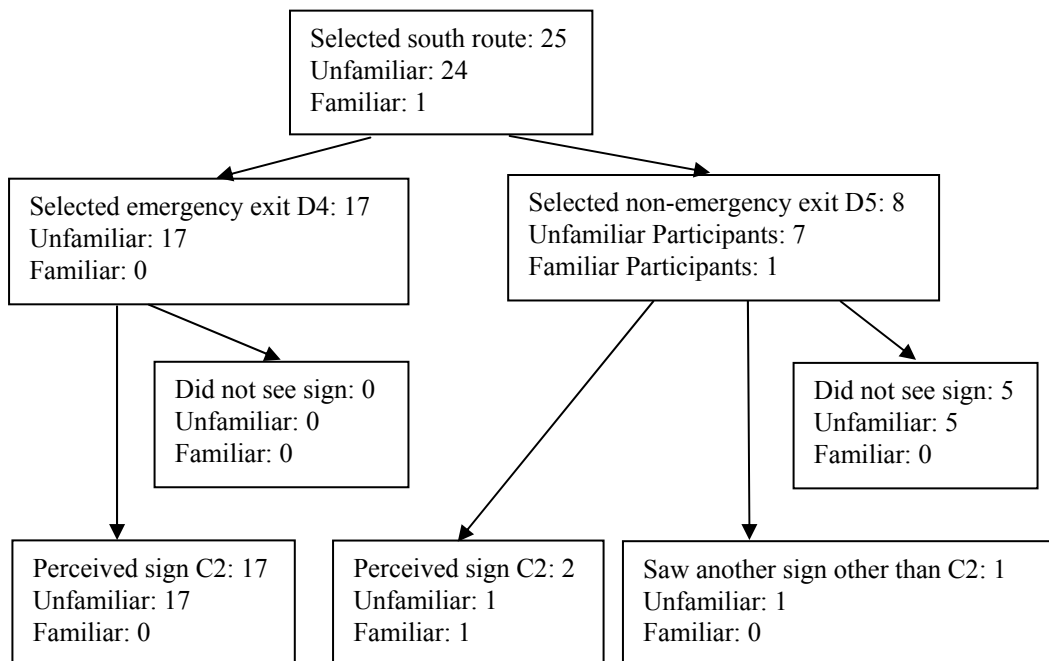 Selected south route: 25
Unfamiliar: 24
Familiar: 1
Selected emergency exit D4: 17
Unfamiliar: 17
Familiar: 0
Selected non-emergency exit D5: 8
Unfamiliar Participants: 7
Familiar Participants: 1
Did not see sign: 0
Unfamiliar: 0
Familiar: 0
Did not see sign: 5
Unfamiliar: 5
Familiar: 0
Perceived sign C2: 17
Unfamiliar: 17
Familiar: 0
Perceived sign C2: 2
Unfamiliar: 1
Familiar: 1
Saw another sign other than C2: 1
Unfamiliar: 1
Familiar: 0